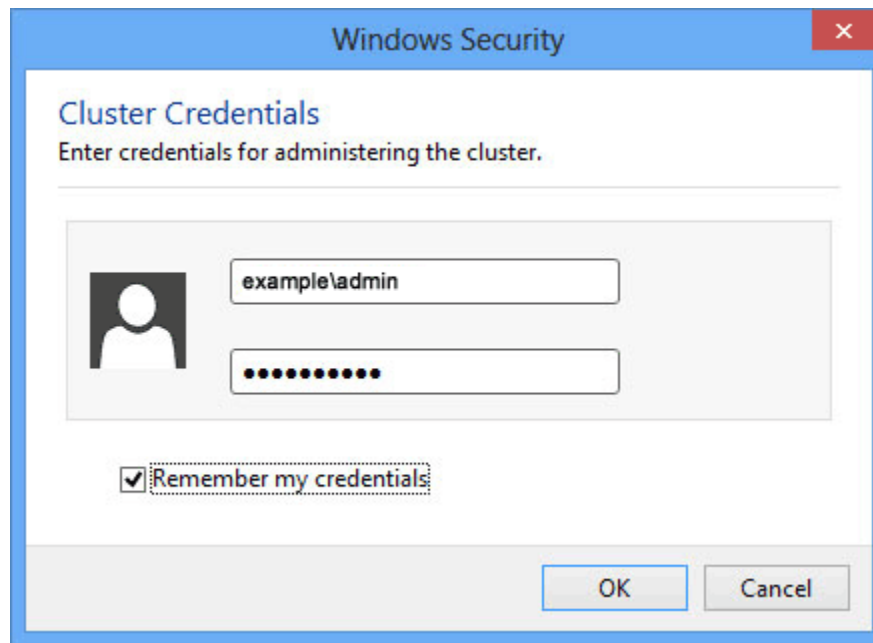 Windows Security
Cluster Credentials
Enter credentials for administering the cluster.
example\admin
●●●●●●●●●●
Remember my credentials
OK
Cancel